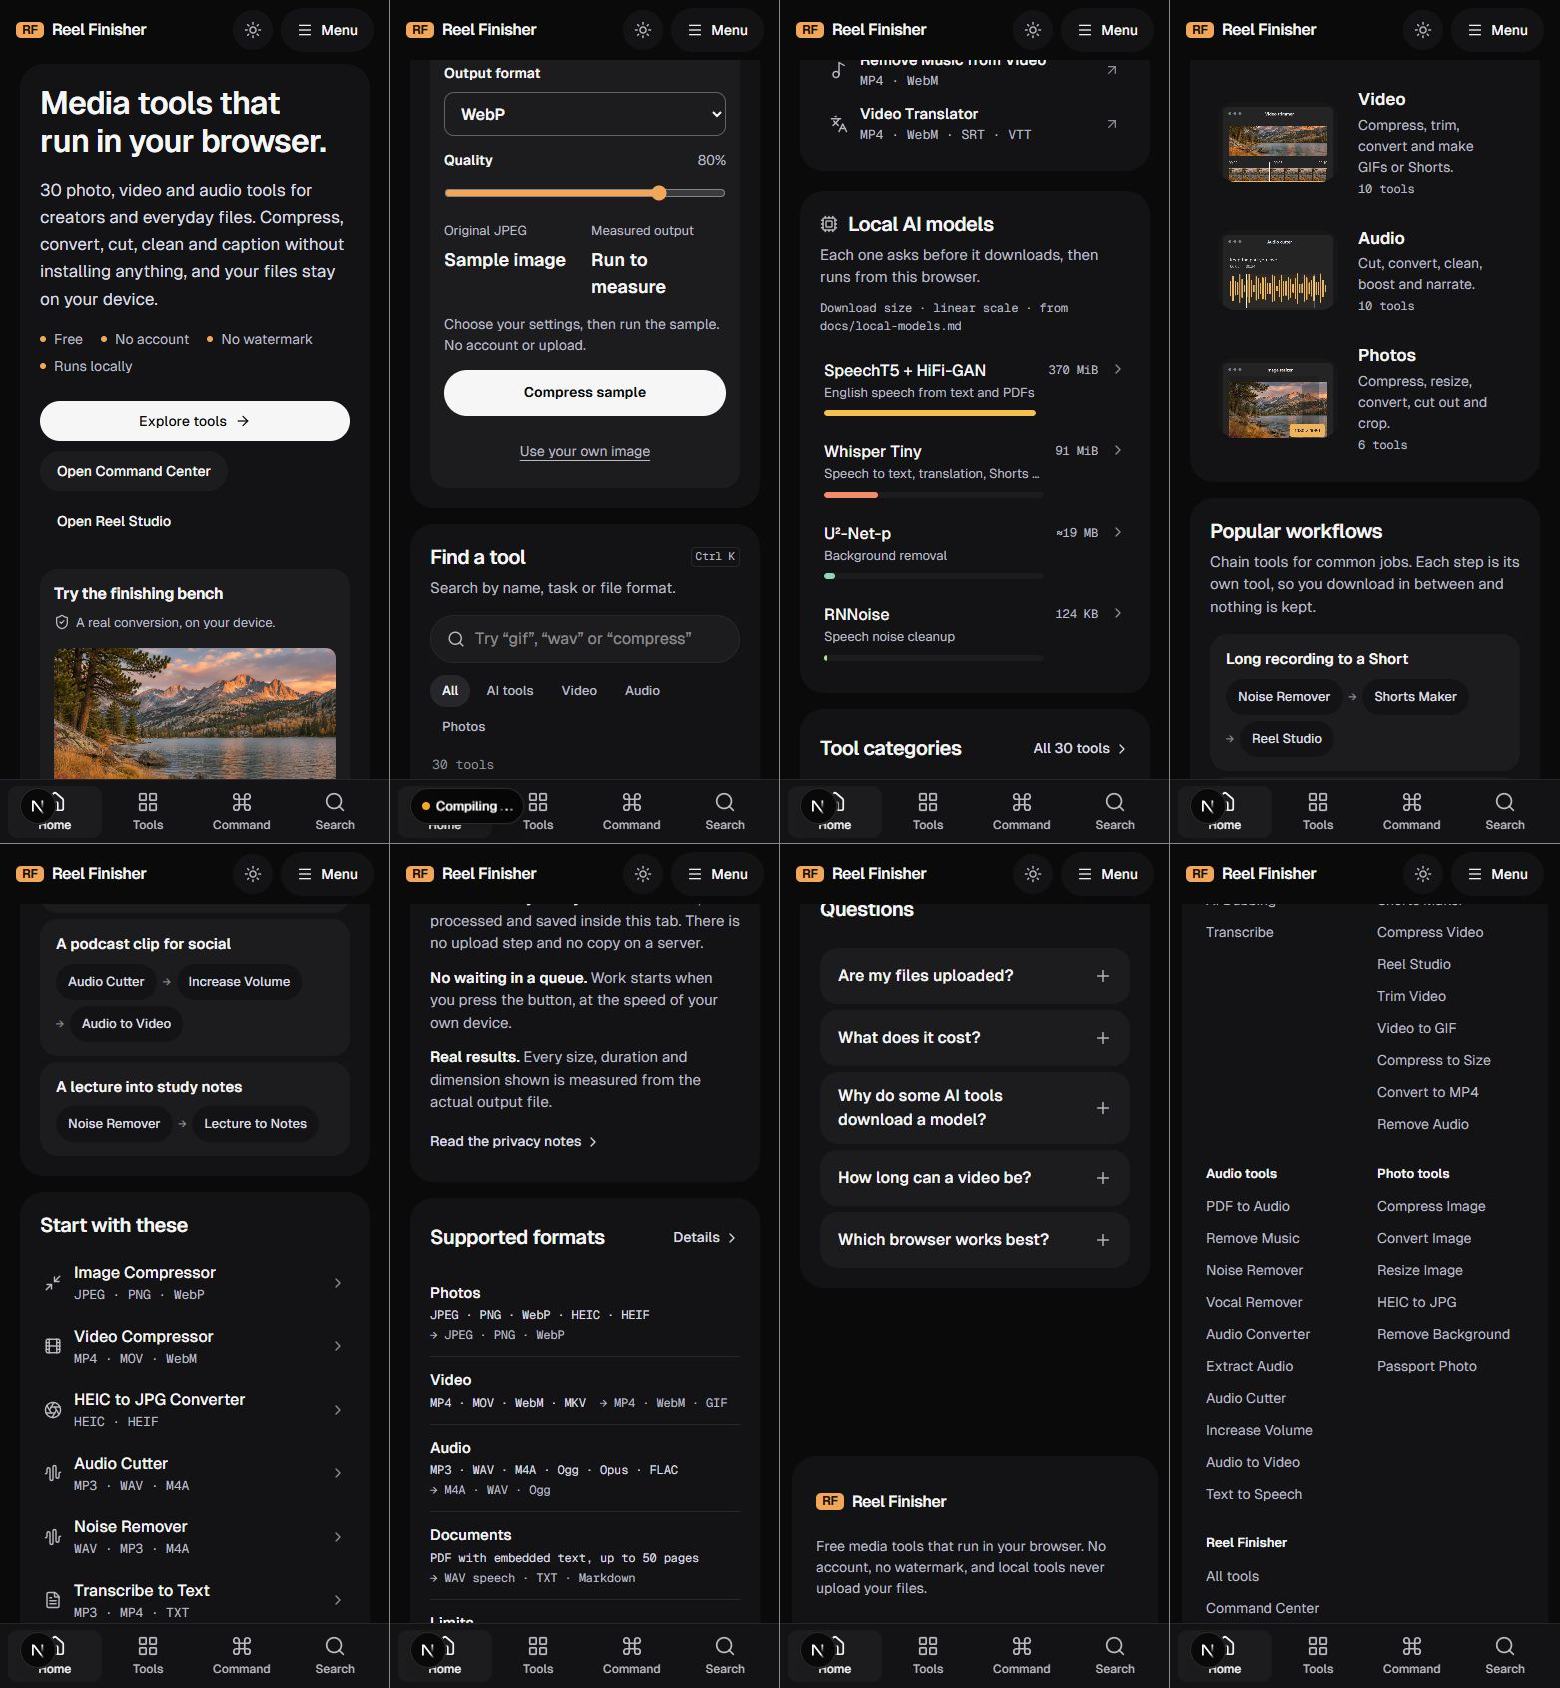 RF Reel Finisher
Menu
Media tools that
run in your browser.
30 photo, video and audio tools for
creators and everyday files. Compress,
convert, cut, clean and caption without
installing anything, and your files stay
on your device.
Free
No account
No watermark
Runs locally
Explore tools →
Open Command Center
Open Reel Studio
Try the finishing bench
A real conversion, on your device.
N
Home
Tools
Command
Search
RF Reel Finisher
Menu
Output format
WebP
Quality 80%
Original JPEG
Sample image
Measured output
Run to
measure
Choose your settings, then run the sample.
No account or upload.
Compress sample
Use your own image
Find a tool
Ctrl K
Search by name, task or file format.
Try “gif”, “wav” or “compress”
All
AI tools
Video
Audio
Photos
30 tools
Compiling ...
Home
Tools
Command
Search
RF Reel Finisher
Menu
Remove Music from Video
MP4 · WebM
Video Translator
MP4 · WebM · SRT · VTT
Local AI models
Each one asks before it downloads, then
runs from this browser.
Download size · linear scale · from
docs/local-models.md
SpeechT5 + HiFi-GAN 370 MiB
English speech from text and PDFs
Whisper Tiny 91 MiB
Speech to text, translation, Shorts ...
U²-Net-p ≈19 MB
Background removal
RNNoise 124 KB
Speech noise cleanup
Tool categories
All 30 tools
N
Home
Tools
Command
Search
RF Reel Finisher
Menu
Video
Compress, trim,
convert and make
GIFs or Shorts.
10 tools
Audio cutter
Audio
Cut, convert, clean,
boost and narrate.
10 tools
Photos
Compress, resize,
convert, cut out and
crop.
6 tools
Popular workflows
Chain tools for common jobs. Each step is its
own tool, so you download in between and
nothing is kept.
Long recording to a Short
Noise Remover → Shorts Maker
→ Reel Studio
N
Home
Tools
Command
Search
RF Reel Finisher
Menu
A podcast clip for social
Audio Cutter → Increase Volume
→ Audio to Video
A lecture into study notes
Noise Remover → Lecture to Notes
Start with these
Image Compressor
JPEG · PNG · WebP
Video Compressor
MP4 · MOV · WebM
HEIC to JPG Converter
HEIC · HEIF
Audio Cutter
MP3 · WAV · M4A
Noise Remover
WAV · MP3 · M4A
Transcribe to Text
MP3 · MP4 · TXT
N
Home
Tools
Command
Search
RF Reel Finisher
Menu
processed and saved inside this tab. There is
no upload step and no copy on a server.
No waiting in a queue. Work starts when
you press the button, at the speed of your
own device.
Real results. Every size, duration and
dimension shown is measured from the
actual output file.
Read the privacy notes
Supported formats
Details
Photos
JPEG · PNG · WebP · HEIC · HEIF
→ JPEG · PNG · WebP
Video
MP4 · MOV · WebM · MKV → MP4 · WebM · GIF
Audio
MP3 · WAV · M4A · Ogg · Opus · FLAC
→ M4A · WAV · Ogg
Documents
PDF with embedded text, up to 50 pages
→ WAV speech · TXT · Markdown
Limits
N
Home
Tools
Command
Search
RF Reel Finisher
Menu
Questions
Are my files uploaded?
What does it cost?
Why do some AI tools
download a model?
How long can a video be?
Which browser works best?
RF Reel Finisher
Free media tools that run in your browser. No
account, no watermark, and local tools never
upload your files.
N
Home
Tools
Command
Search
RF Reel Finisher
Menu
AI Dubbing
Transcribe
Shorts Maker
Compress Video
Reel Studio
Trim Video
Video to GIF
Compress to Size
Convert to MP4
Remove Audio
Audio tools
PDF to Audio
Remove Music
Noise Remover
Vocal Remover
Audio Converter
Extract Audio
Audio Cutter
Increase Volume
Audio to Video
Text to Speech
Photo tools
Compress Image
Convert Image
Resize Image
HEIC to JPG
Remove Background
Passport Photo
Reel Finisher
All tools
Command Center
N
Home
Tools
Command
Search